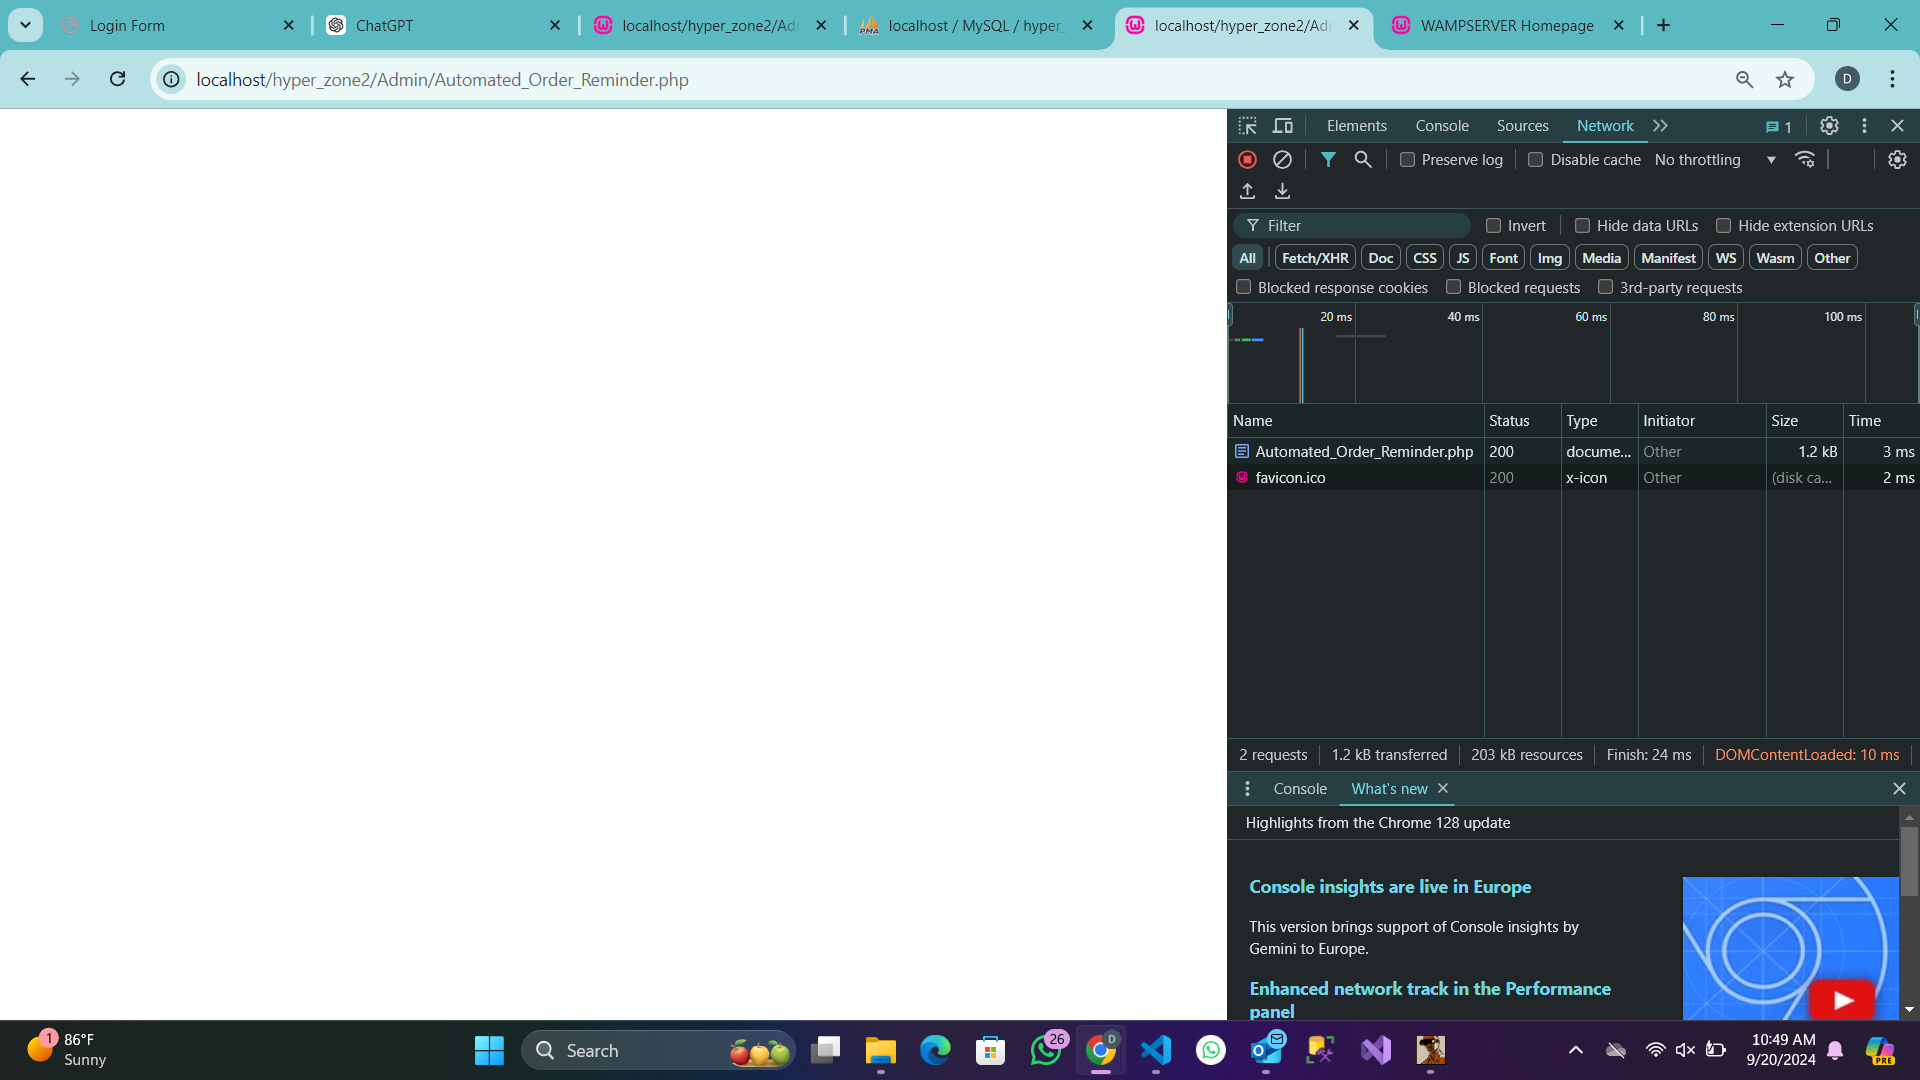 Login Form
ChatGPT
localhost/hyper_zone2/Adm
localhost / MySQL / hyper_
localhost/hyper_zone2/Adm
WAMPSERVER Homepage
localhost/hyper_zone2/Admin/Automated_Order_Reminder.php
D
Elements Console Sources Network 1
Preserve log Disable cache No throttling
Filter Invert Hide data URLs Hide extension URLs
All Fetch/XHR Doc CSS JS Font Img Media Manifest WS Wasm Other
Blocked response cookies Blocked requests 3rd-party requests
20 ms 40 ms 60 ms 80 ms 100 ms
Name Status Type Initiator Size Time
Automated_Order_Reminder.php 200 docume... Other 1.2 kB 3 ms
favicon.ico 200 x-icon Other (disk ca... 2 ms
2 requests 1.2 kB transferred 203 kB resources Finish: 24 ms DOMContentLoaded: 10 ms
Console What's new
Highlights from the Chrome 128 update
Console insights are live in Europe
This version brings support of Console insights by
Gemini to Europe.
Enhanced network track in the Performance
panel
1 86°F
Sunny
Search
26
D
10:49 AM
9/20/2024
PRE